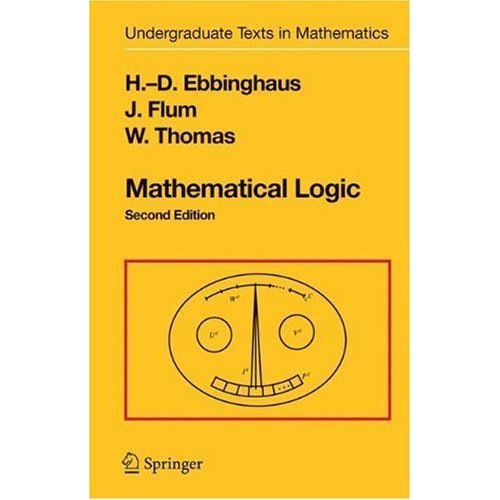 Undergraduate Texts in Mathematics
H.–D. Ebbinghaus
J. Flum
W. Thomas
Mathematical Logic
Second Edition
Springer